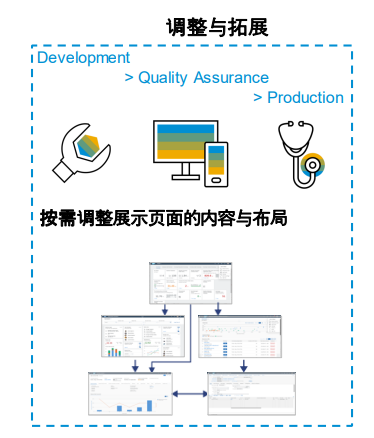 调整与拓展
Development
> Quality Assurance
> Production
按需调整展示页面的内容与布局